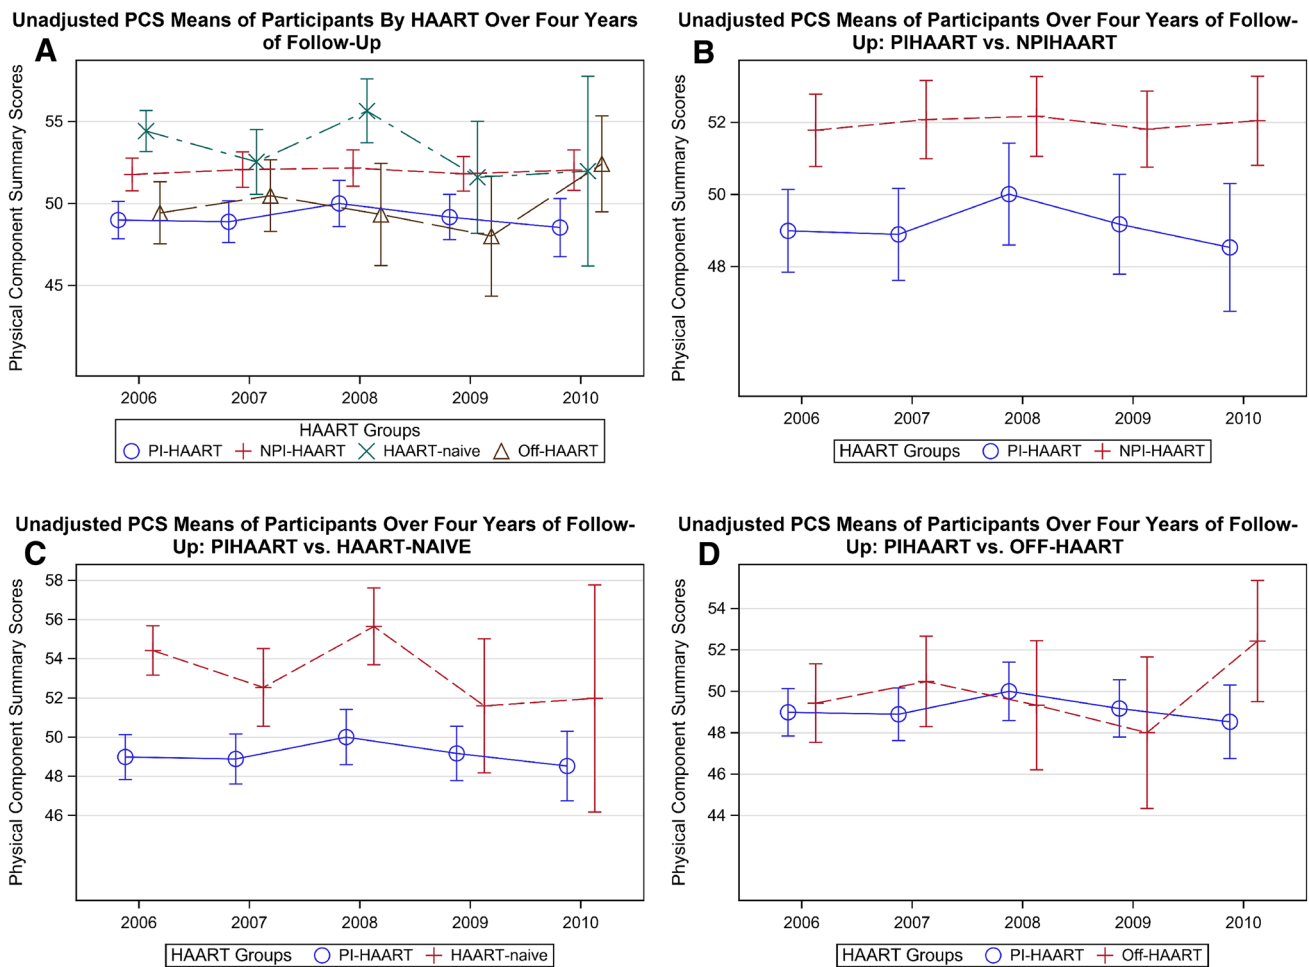 Unadjusted PCS Means of Participants By HAART Over Four Years
of Follow-Up
A
Physical Component Summary Scores
55
50
45
2006 2007 2008 2009 2010
HAART Groups
PI-HAART NPI-HAART HAART-naive Off-HAART
Unadjusted PCS Means of Participants Over Four Years of Follow-
Up: PIHAART vs. NPIHAART
B
Physical Component Summary Scores
52
50
48
2006 2007 2008 2009 2010
HAART Groups PI-HAART NPI-HAART
Unadjusted PCS Means of Participants Over Four Years of Follow-
Up: PIHAART vs. HAART-NAIVE
C
Physical Component Summary Scores
58
56
54
52
50
48
46
2006 2007 2008 2009 2010
HAART Groups PI-HAART HAART-naive
Unadjusted PCS Means of Participants Over Four Years of Follow-
Up: PIHAART vs. OFF-HAART
D
Physical Component Summary Scores
54
52
50
48
46
44
2006 2007 2008 2009 2010
HAART Groups PI-HAART Off-HAART